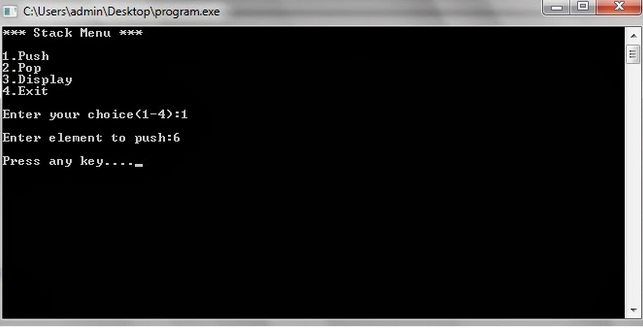 C:\Users\admin\Desktop\program.exe
*** Stack Menu ***
1.Push
2.Pop
3.Display
4.Exit
Enter your choice(1-4):1
Enter element to push:6
Press any key...._